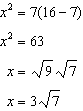 x² = 7(16 − 7)
x² = 63
x = √9 √7
x = 3√7